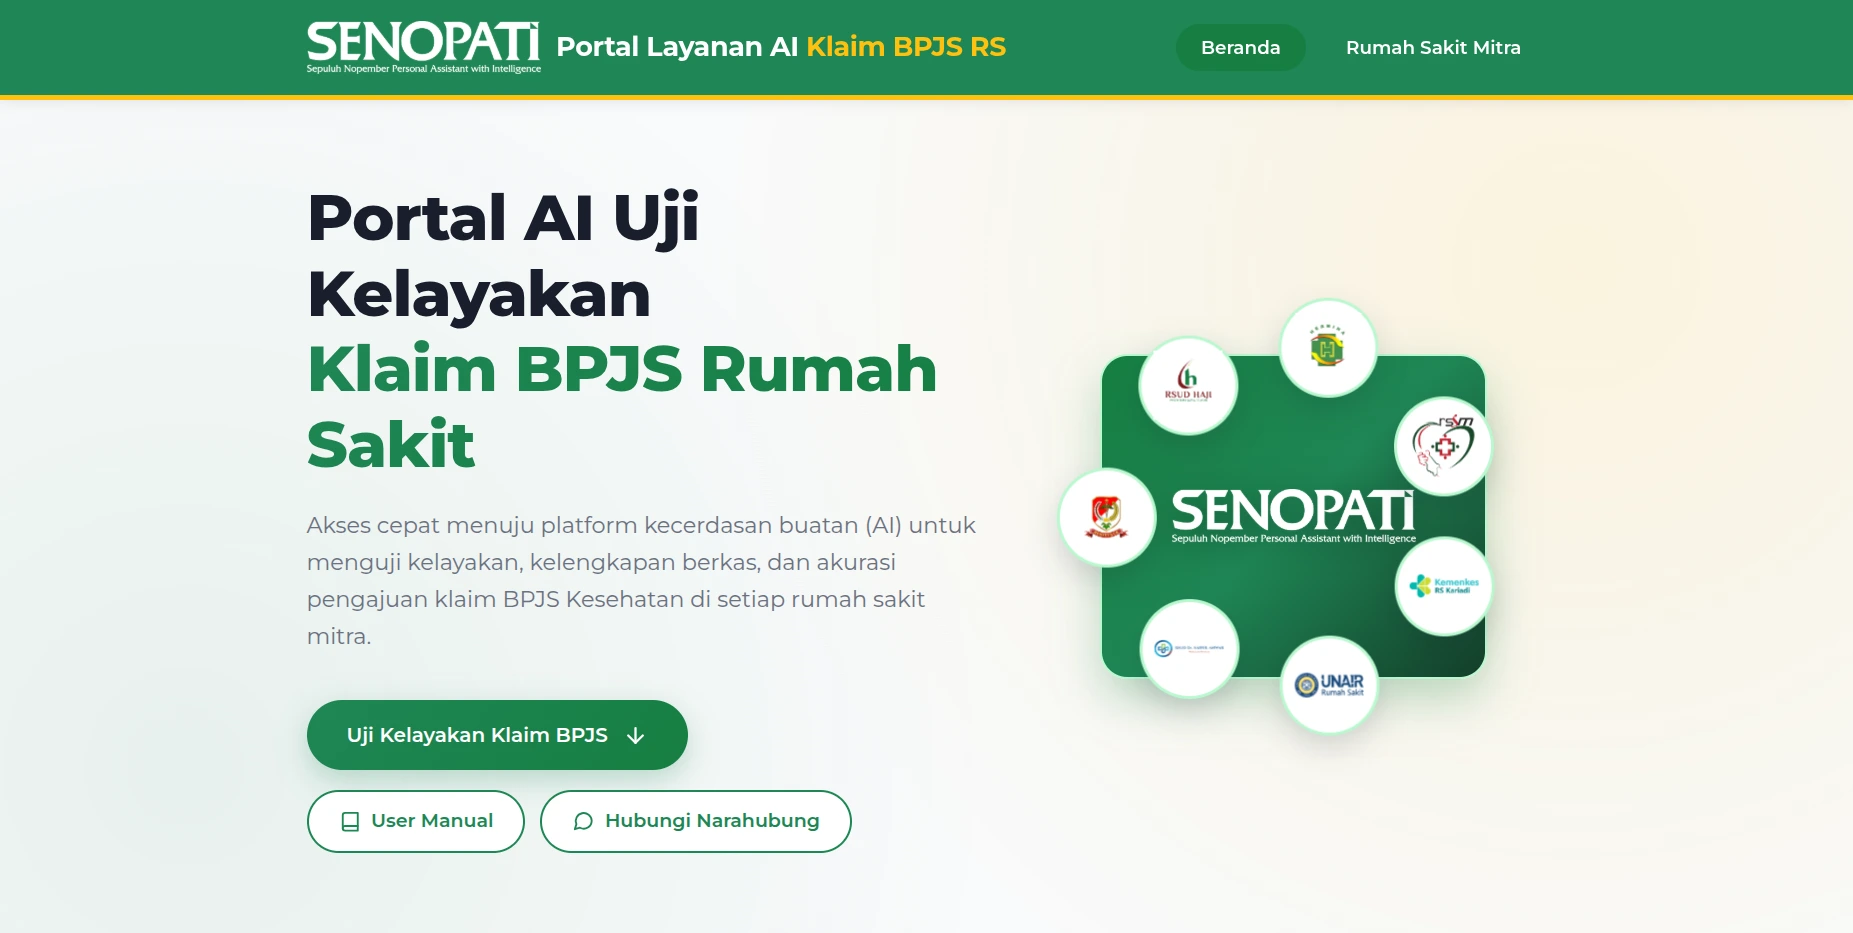 SENOPATI
Sepuluh Nopember Personal Assistant with Intelligence
Portal Layanan AI Klaim BPJS RS
Beranda
Rumah Sakit Mitra
Portal AI Uji
Kelayakan
Klaim BPJS Rumah
Sakit
Akses cepat menuju platform kecerdasan buatan (AI) untuk
menguji kelayakan, kelengkapan berkas, dan akurasi
pengajuan klaim BPJS Kesehatan di setiap rumah sakit
mitra.
Uji Kelayakan Klaim BPJS
User Manual
Hubungi Narahubung
HERMINA
RSUD HAJI
rsvm
SENOPATI
Sepuluh Nopember Personal Assistant with Intelligence
Kemenkes
RS Kariadi
UNAIR
Rumah Sakit